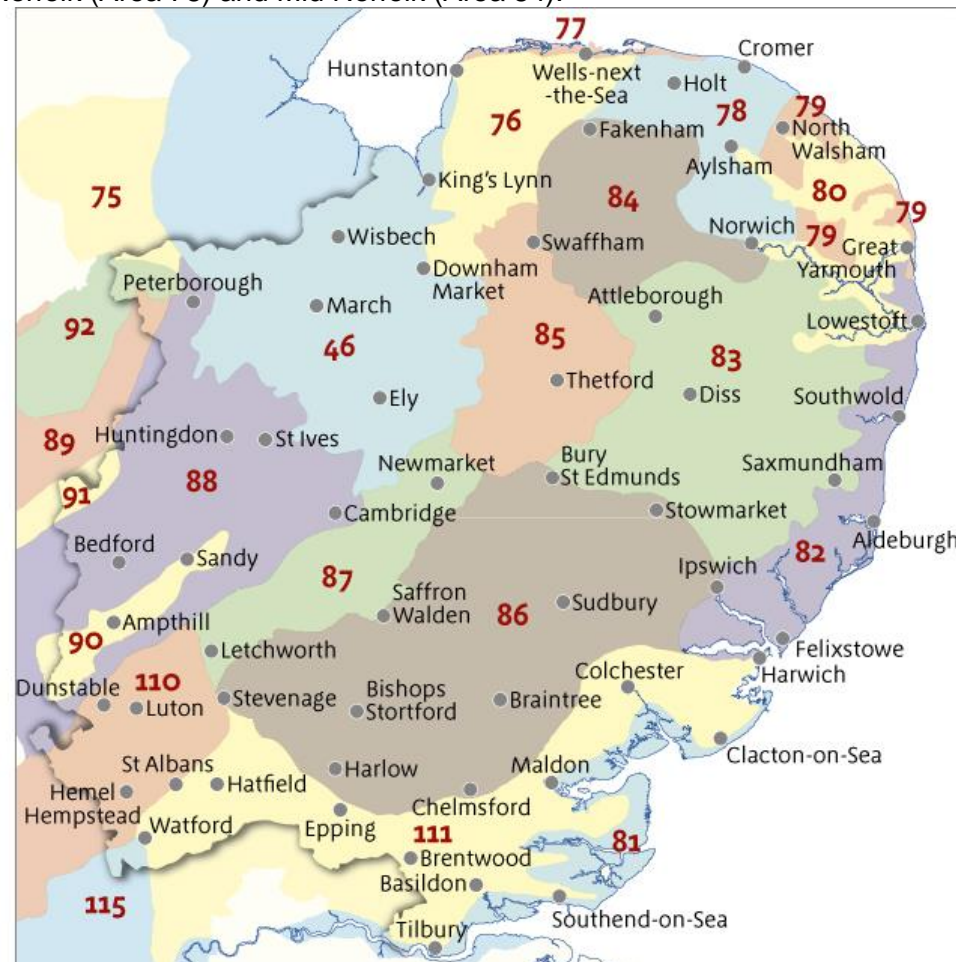 Norfolk (Area 78) and Mid Norfolk (Area 84).
77
Cromer
Hunstanton
Wells-next
-the-Sea
Holt
79
78
76
Fakenham
North
Walsham
Aylsham
King's Lynn
80
75
84
79
Norwich
79
Wisbech
Swaffham
Great
Yarmouth
Downham
Market
Peterborough
Attleborough
March
Lowestoft
92
85
46
83
Thetford
Diss
Ely
Southwold
89
Huntingdon
St Ives
Bury
St Edmunds
Newmarket
Saxmundham
88
91
Cambridge
Stowmarket
Aldeburgh
Bedford
82
Sandy
Ipswich
87
Saffron
Walden
86
Sudbury
Ampthill
90
Felixstowe
Letchworth
Colchester
Harwich
110
Dunstable
Bishops
Stortford
Stevenage
Braintree
Luton
Clacton-on-Sea
St Albans
Maldon
Harlow
Hatfield
Hemel
Hempstead
Chelmsford
Watford
Epping
111
81
Brentwood
Basildon
115
Southend-on-Sea
Tilbury